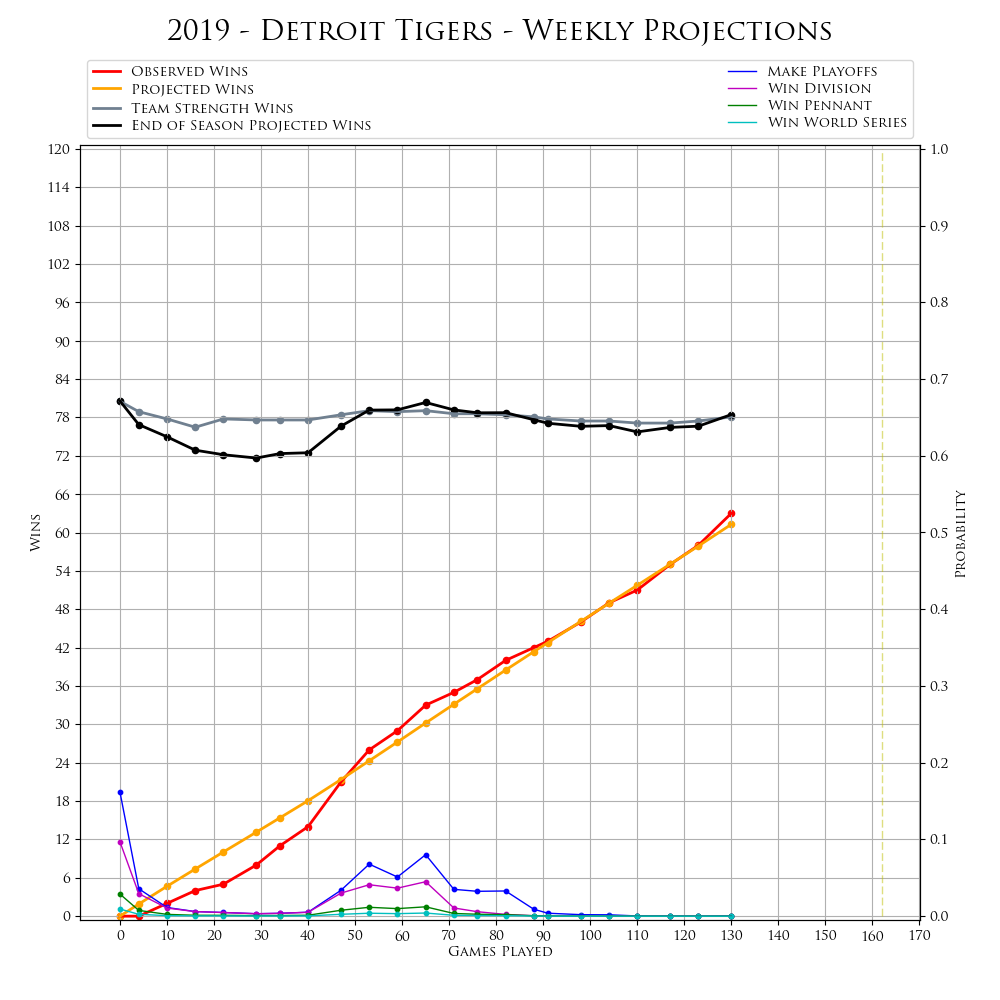 2019 - Detroit Tigers - Weekly Projections
Observed Wins
Projected Wins
Team Strength Wins
End of Season Projected Wins
Make Playoffs
Win Division
Win Pennant
Win World Series
120
114
108
102
96
90
84
78
72
66
60
54
48
42
36
30
24
18
12
6
0
Wins
1.0
0.9
0.8
0.7
0.6
0.5
0.4
0.3
0.2
0.1
0.0
Probability
0 10 20 30 40 50 60 70 80 90 100 110 120 130 140 150 160 170
Games Played